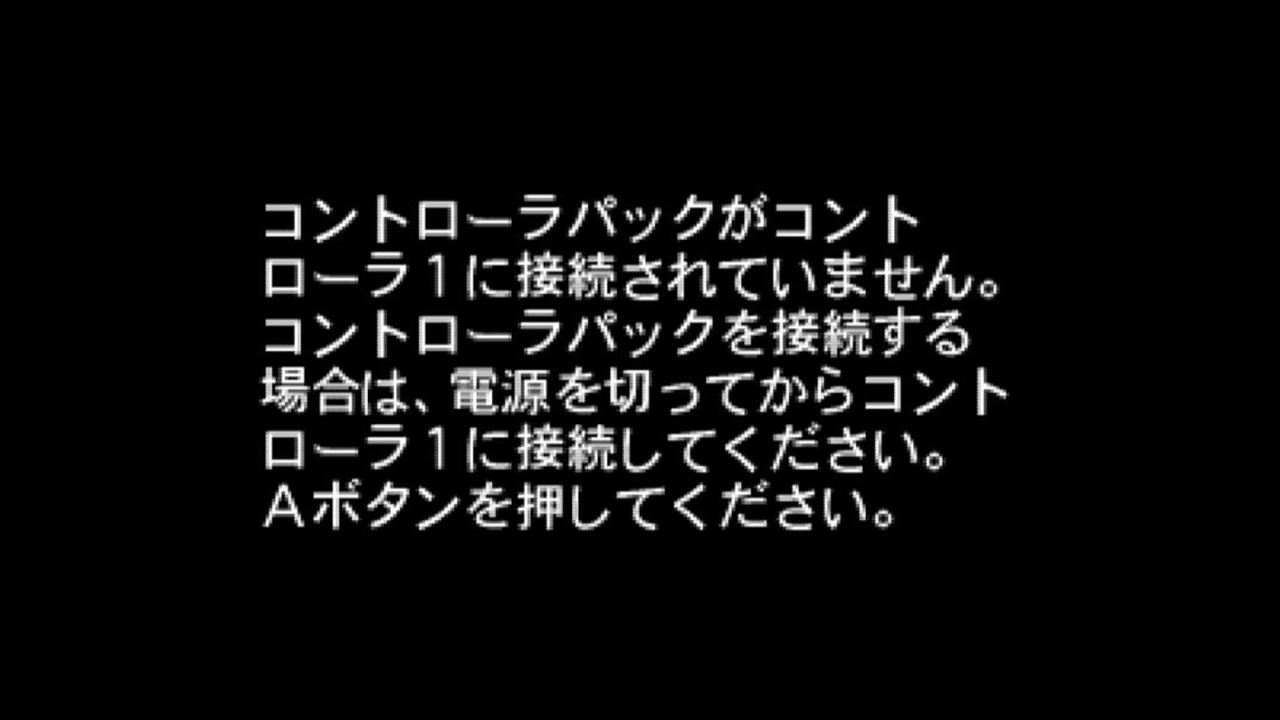 コントローラパックがコント
ローラ１に接続されていません。
コントローラパックを接続する
場合は、電源を切ってからコント
ローラ１に接続してください。
Ａボタンを押してください。